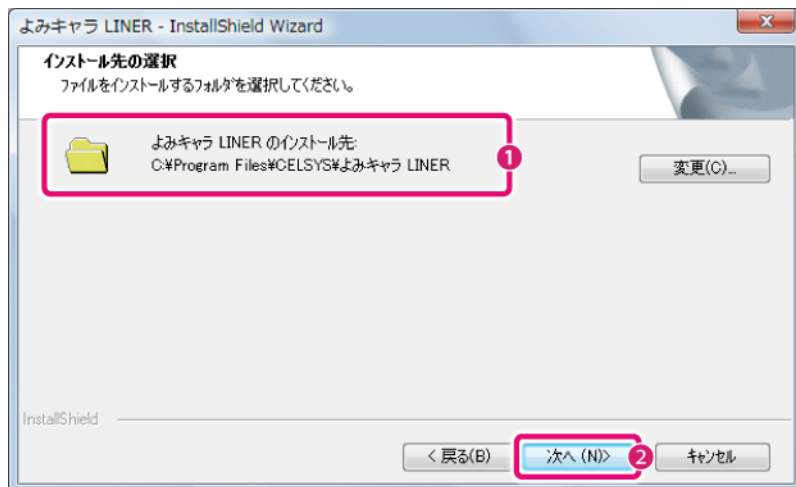 よみキャラ LINER - InstallShield Wizard
インストール先の選択
ファイルをインストールするフォルダを選択してください。
よみキャラ LINER のインストール先:
C:¥Program Files¥CELSYS¥よみキャラ LINER
1
変更(C)...
InstallShield
< 戻る(B)
次へ (N)>
2
キャンセル